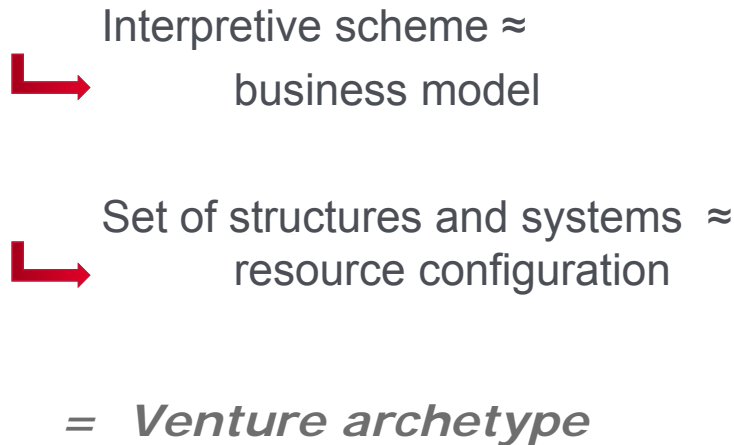 Interpretive scheme ≈
business model
Set of structures and systems ≈
resource configuration
= Venture archetype